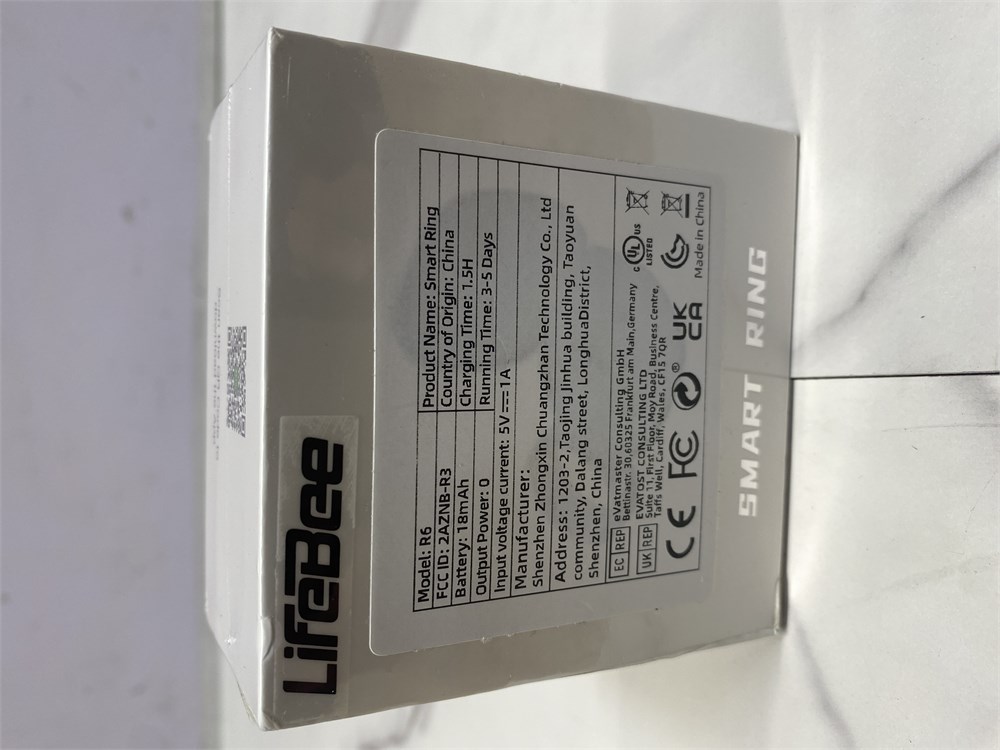 LifeBee
Model: R6
Product Name: Smart Ring
FCC ID: 2AZNB-R3
Country of Origin: China
Battery: 18mAh
Charging Time: 1.5H
Output Power: 0
Running Time: 3-5 Days
Input voltage current: 5V⎓1A
Manufacturer:
Shenzhen Zhongxin Chuangzhan Technology Co., Ltd
Address: 1203-2,Taojing Jinhua building, Taoyuan
community, Dalang street, LonghuaDistrict,
Shenzhen, China
EC REP
eVatmaster Consulting GmbH
Bettinastr. 30,60325 Frankfurt am Main,Germany
UK REP
EVATOST CONSULTING LTD
Suite 11, First Floor, Moy Road, Business Centre,
Taffs Well, Cardiff, Wales, CF15 7QR
C UL US
LISTED
CE FC ® UK
CA
Made in China
SMART RING